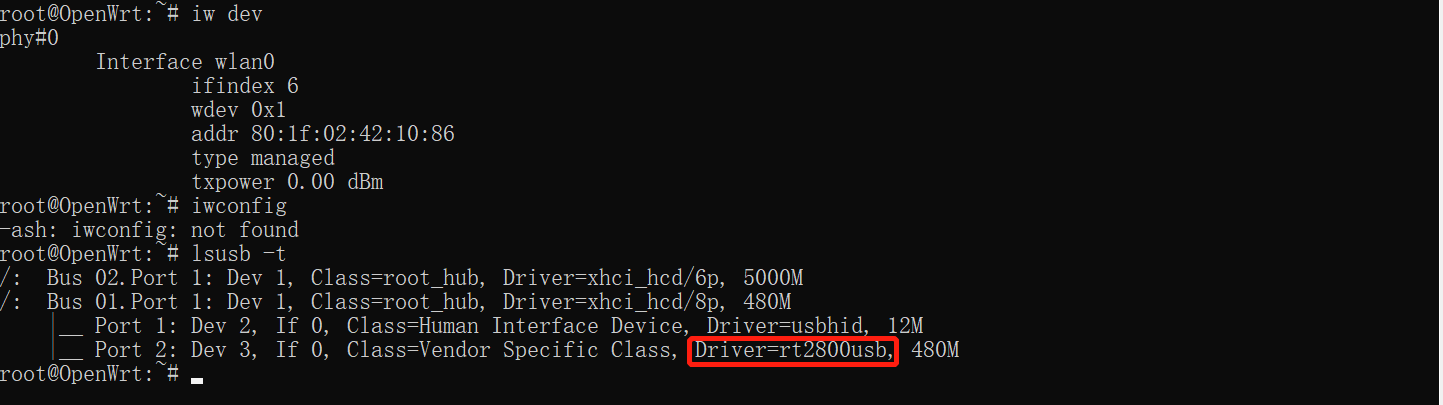 root@OpenWrt:~# iw dev
phy#0
        Interface wlan0
                ifindex 6
                wdev 0x1
                addr 80:1f:02:42:10:86
                type managed
                txpower 0.00 dBm
root@OpenWrt:~# iwconfig
-ash: iwconfig: not found
root@OpenWrt:~# lsusb -t
/:  Bus 02.Port 1: Dev 1, Class=root_hub, Driver=xhci_hcd/6p, 5000M
/:  Bus 01.Port 1: Dev 1, Class=root_hub, Driver=xhci_hcd/8p, 480M
    |__ Port 1: Dev 2, If 0, Class=Human Interface Device, Driver=usbhid, 12M
    |__ Port 2: Dev 3, If 0, Class=Vendor Specific Class, Driver=rt2800usb, 480M
root@OpenWrt:~#